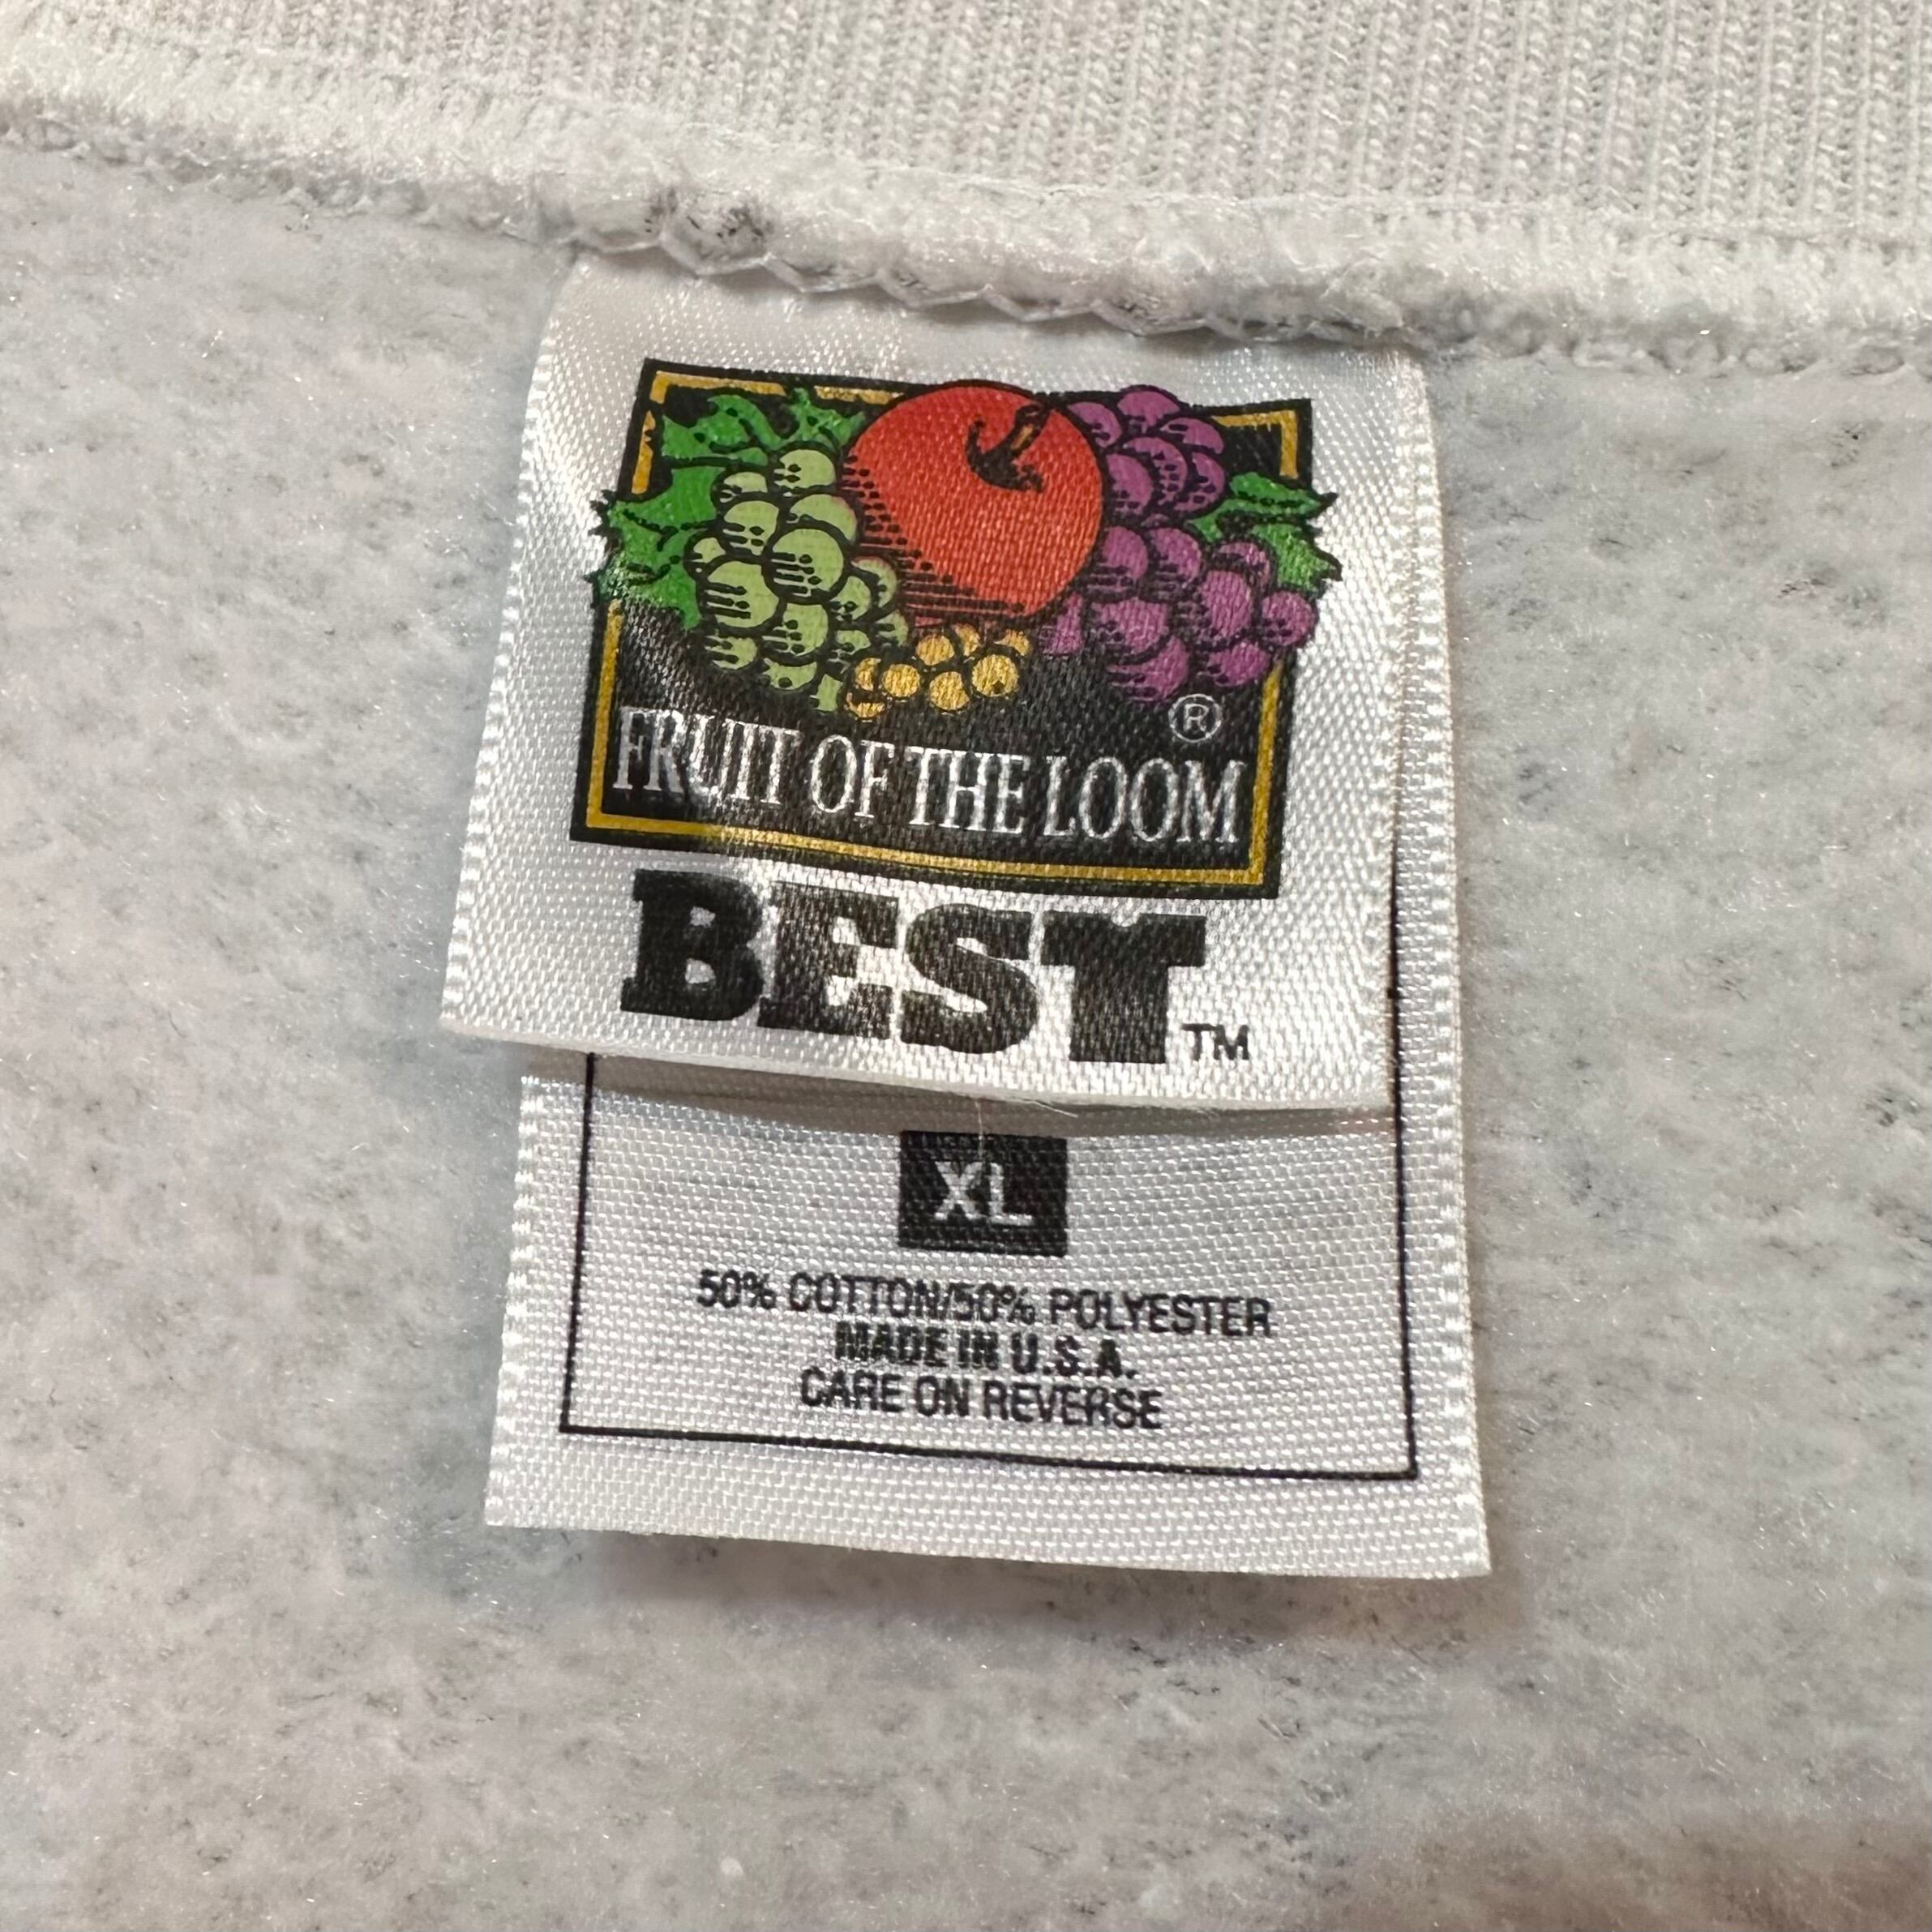 ®
FRUIT OF THE LOOM
BEST™
XL
50% COTTON/50% POLYESTER
MADE IN U.S.A.
CARE ON REVERSE